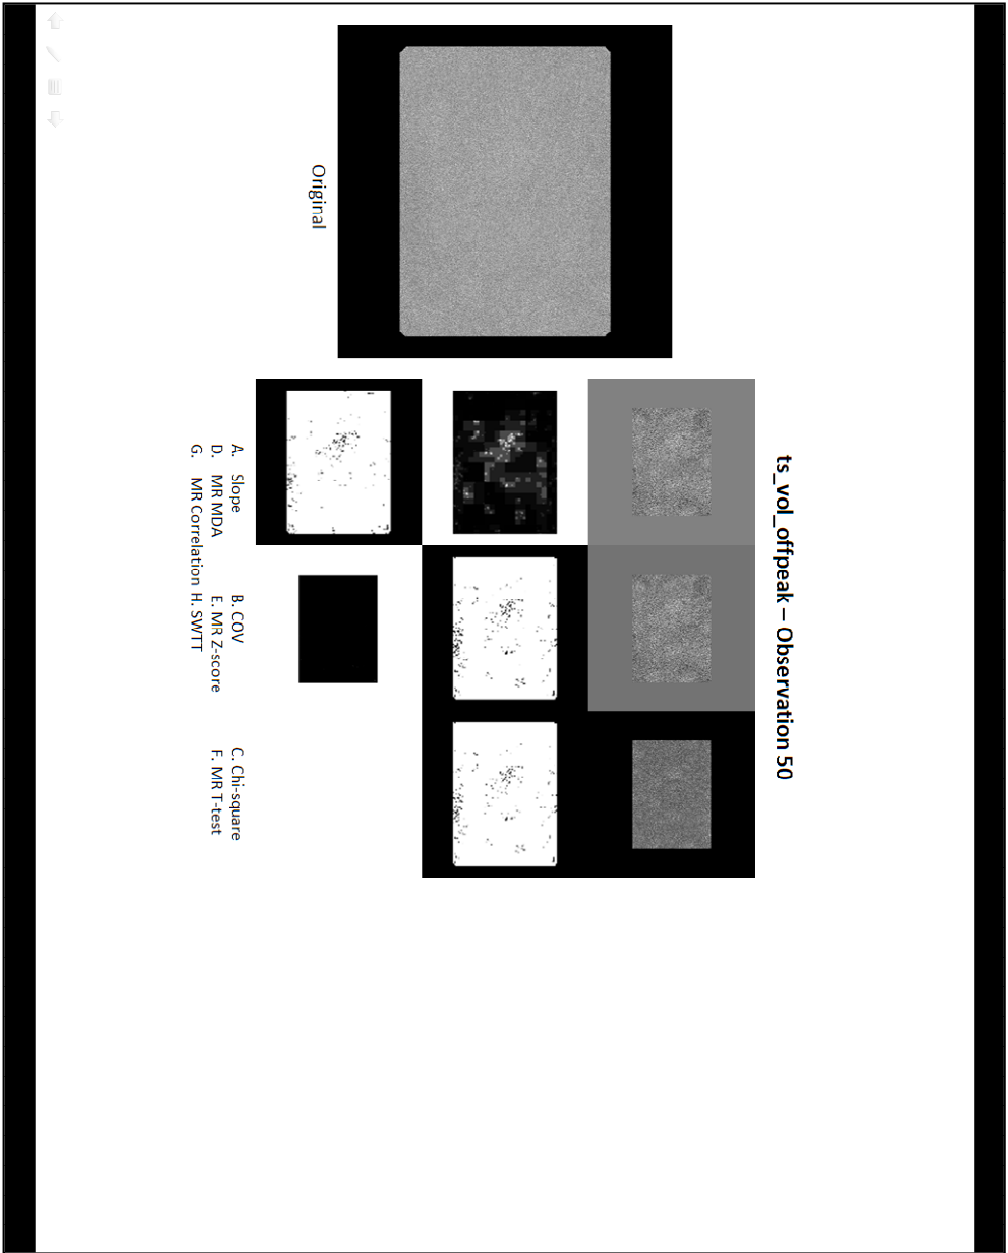 ts_vol_offpeak – Observation 50
Original
A. Slope B. COV C. Chi-square
D. MR MDA E. MR Z-score F. MR T-test
G. MR Correlation H. SWTT